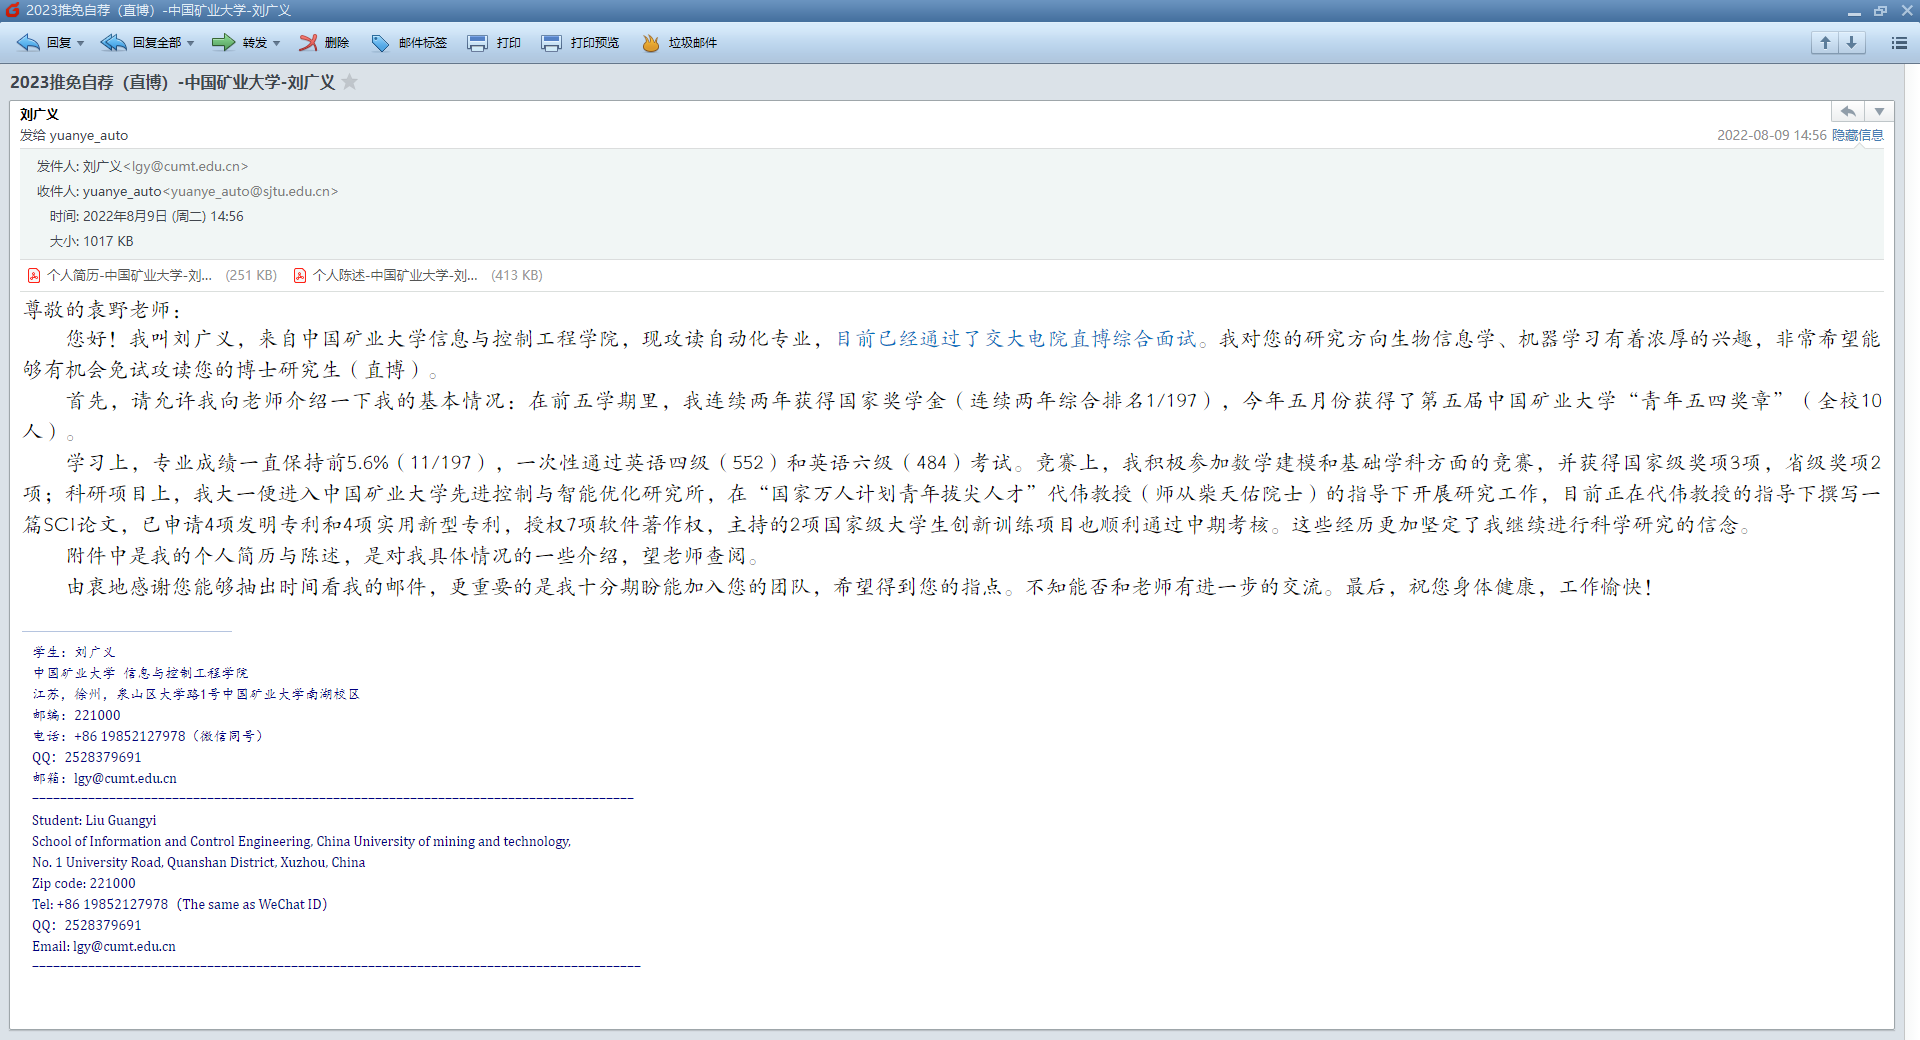 2023推免自荐（直博）-中国矿业大学-刘广义
回复 回复全部 转发 删除 邮件标签 打印 打印预览 垃圾邮件
2023推免自荐（直博）-中国矿业大学-刘广义
刘广义
发给 yuanye_auto
2022-08-09 14:56 隐藏信息
发件人: 刘广义<lgy@cumt.edu.cn>
收件人: yuanye_auto<yuanye_auto@sjtu.edu.cn>
时间: 2022年8月9日 (周二) 14:56
大小: 1017 KB
个人简历-中国矿业大学-刘... (251 KB) 个人陈述-中国矿业大学-刘... (413 KB)
尊敬的袁野老师：
您好！我叫刘广义，来自中国矿业大学信息与控制工程学院，现攻读自动化专业，目前已经通过了交大电院直博综合面试。我对您的研究方向生物信息学、机器学习有着浓厚的兴趣，非常希望能
够有机会免试攻读您的博士研究生（直博）。
首先，请允许我向老师介绍一下我的基本情况：在前五学期里，我连续两年获得国家奖学金（连续两年综合排名1/197），今年五月份获得了第五届中国矿业大学“青年五四奖章”（全校10
人）。
学习上，专业成绩一直保持前5.6%（11/197），一次性通过英语四级（552）和英语六级（484）考试。竞赛上，我积极参加数学建模和基础学科方面的竞赛，并获得国家级奖项3项，省级奖项2
项；科研项目上，我大一便进入中国矿业大学先进控制与智能优化研究所，在“国家万人计划青年拔尖人才”代伟教授（师从柴天佑院士）的指导下开展研究工作，目前正在代伟教授的指导下撰写一
篇SCI论文，已申请4项发明专利和4项实用新型专利，授权7项软件著作权，主持的2项国家级大学生创新训练项目也顺利通过中期考核。这些经历更加坚定了我继续进行科学研究的信念。
附件中是我的个人简历与陈述，是对我具体情况的一些介绍，望老师查阅。
由衷地感谢您能够抽出时间看我的邮件，更重要的是我十分期盼能加入您的团队，希望得到您的指点。不知能否和老师有进一步的交流。最后，祝您身体健康，工作愉快！
学生：刘广义
中国矿业大学 信息与控制工程学院
江苏，徐州，泉山区大学路1号中国矿业大学南湖校区
邮编：221000
电话：+86 19852127978（微信同号）
QQ：2528379691
邮箱：lgy@cumt.edu.cn
Student: Liu Guangyi
School of Information and Control Engineering, China University of mining and technology,
No. 1 University Road, Quanshan District, Xuzhou, China
Zip code: 221000
Tel: +86 19852127978（The same as WeChat ID）
QQ：2528379691
Email: lgy@cumt.edu.cn